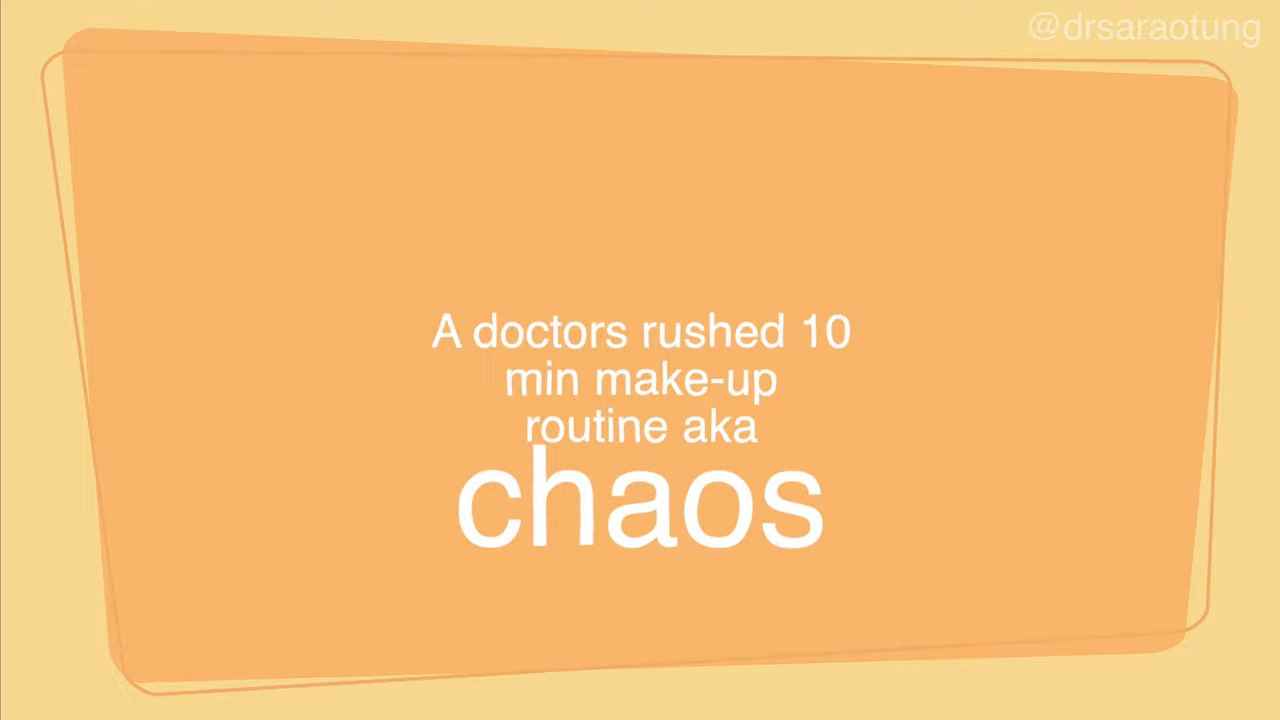 @drsaraotung
A doctors rushed 10
min make-up
routine aka
chaos